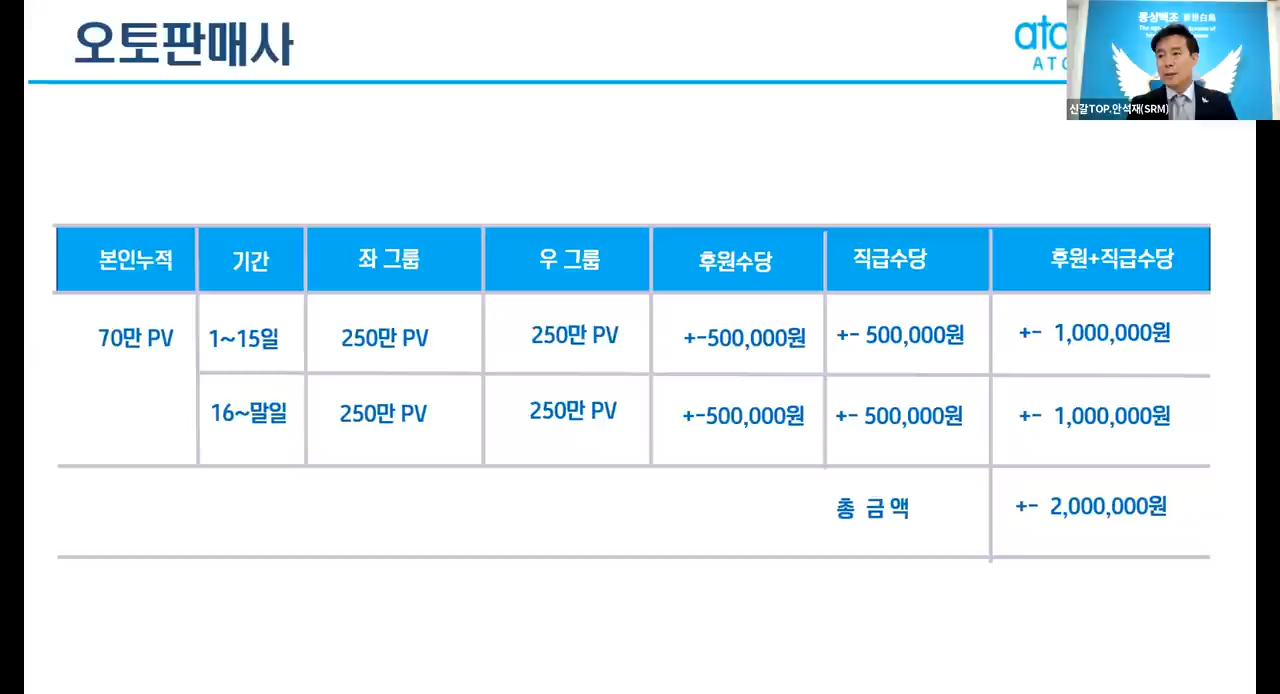 오토판매사
ato
ATO
통상백조
신갈TOP.안석재(SRM)
본인누적 기간 좌 그룹 우 그룹 후원수당 직급수당 후원+직급수당
70만 PV 1~15일 250만 PV 250만 PV +-500,000원 +- 500,000원 +- 1,000,000원
16~말일 250만 PV 250만 PV +-500,000원 +- 500,000원 +- 1,000,000원
총 금액 +- 2,000,000원